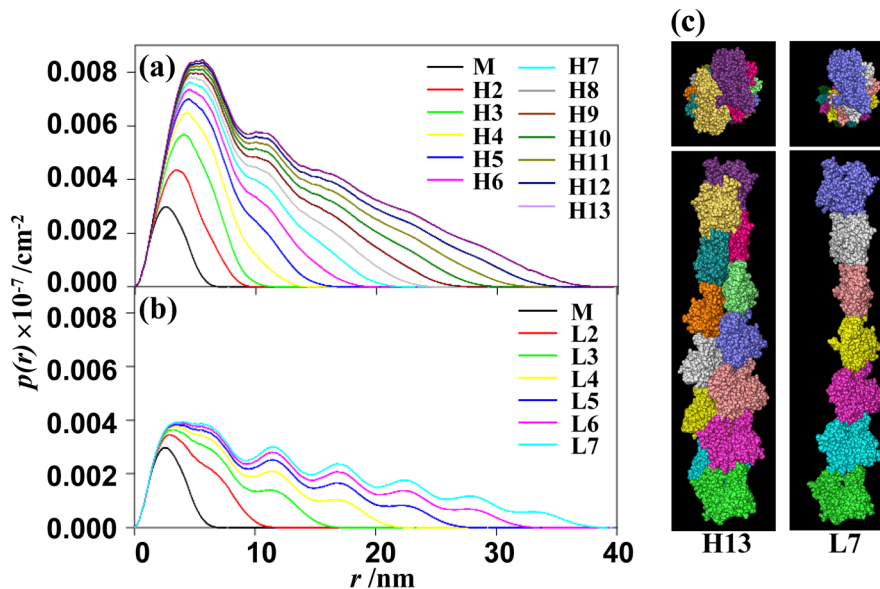 (a)
M
H2
H3
H4
H5
H6
H7
H8
H9
H10
H11
H12
H13
0.008
0.006
0.004
0.002
0.000
(b)
M
L2
L3
L4
L5
L6
L7
0.008
0.006
0.004
0.002
0.000
p(r) ×10⁻⁷ /cm⁻²
0 10 20 30 40
r /nm
(c)
H13 L7